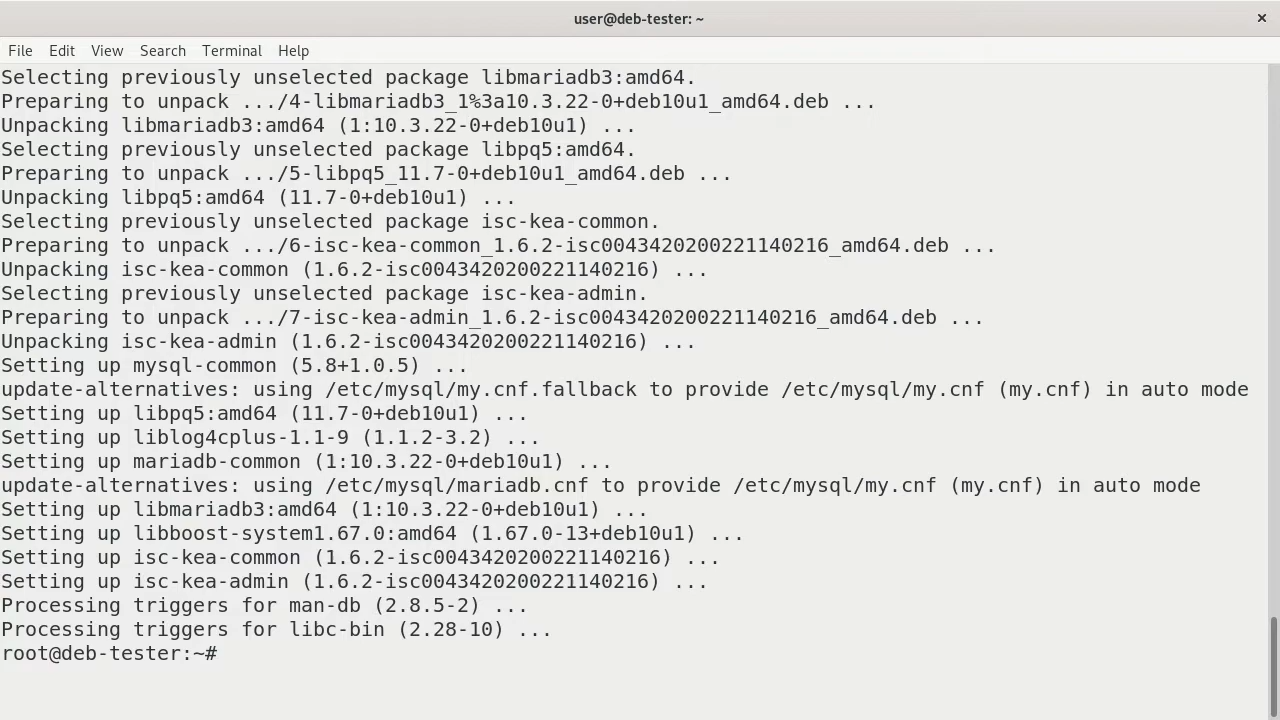 user@deb-tester: ~
×
File Edit View Search Terminal Help
Selecting previously unselected package libmariadb3:amd64.
Preparing to unpack .../4-libmariadb3_1%3a10.3.22-0+deb10u1_amd64.deb ...
Unpacking libmariadb3:amd64 (1:10.3.22-0+deb10u1) ...
Selecting previously unselected package libpq5:amd64.
Preparing to unpack .../5-libpq5_11.7-0+deb10u1_amd64.deb ...
Unpacking libpq5:amd64 (11.7-0+deb10u1) ...
Selecting previously unselected package isc-kea-common.
Preparing to unpack .../6-isc-kea-common_1.6.2-isc0043420200221140216_amd64.deb ...
Unpacking isc-kea-common (1.6.2-isc0043420200221140216) ...
Selecting previously unselected package isc-kea-admin.
Preparing to unpack .../7-isc-kea-admin_1.6.2-isc0043420200221140216_amd64.deb ...
Unpacking isc-kea-admin (1.6.2-isc0043420200221140216) ...
Setting up mysql-common (5.8+1.0.5) ...
update-alternatives: using /etc/mysql/my.cnf.fallback to provide /etc/mysql/my.cnf (my.cnf) in auto mode
Setting up libpq5:amd64 (11.7-0+deb10u1) ...
Setting up liblog4cplus-1.1-9 (1.1.2-3.2) ...
Setting up mariadb-common (1:10.3.22-0+deb10u1) ...
update-alternatives: using /etc/mysql/mariadb.cnf to provide /etc/mysql/my.cnf (my.cnf) in auto mode
Setting up libmariadb3:amd64 (1:10.3.22-0+deb10u1) ...
Setting up libboost-system1.67.0:amd64 (1.67.0-13+deb10u1) ...
Setting up isc-kea-common (1.6.2-isc0043420200221140216) ...
Setting up isc-kea-admin (1.6.2-isc0043420200221140216) ...
Processing triggers for man-db (2.8.5-2) ...
Processing triggers for libc-bin (2.28-10) ...
root@deb-tester:~#